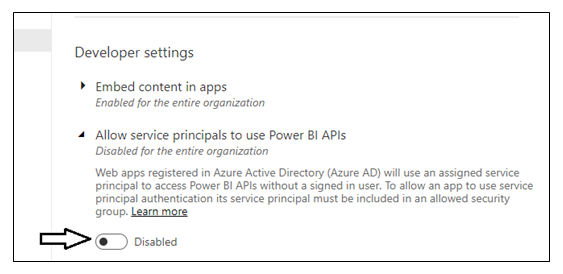 Developer settings
Embed content in apps
Enabled for the entire organization
Allow service principals to use Power BI APIs
Disabled for the entire organization
Web apps registered in Azure Active Directory (Azure AD) will use an assigned service
principal to access Power BI APIs without a signed in user. To allow an app to use service
principal authentication its service principal must be included in an allowed security
group. Learn more
Disabled